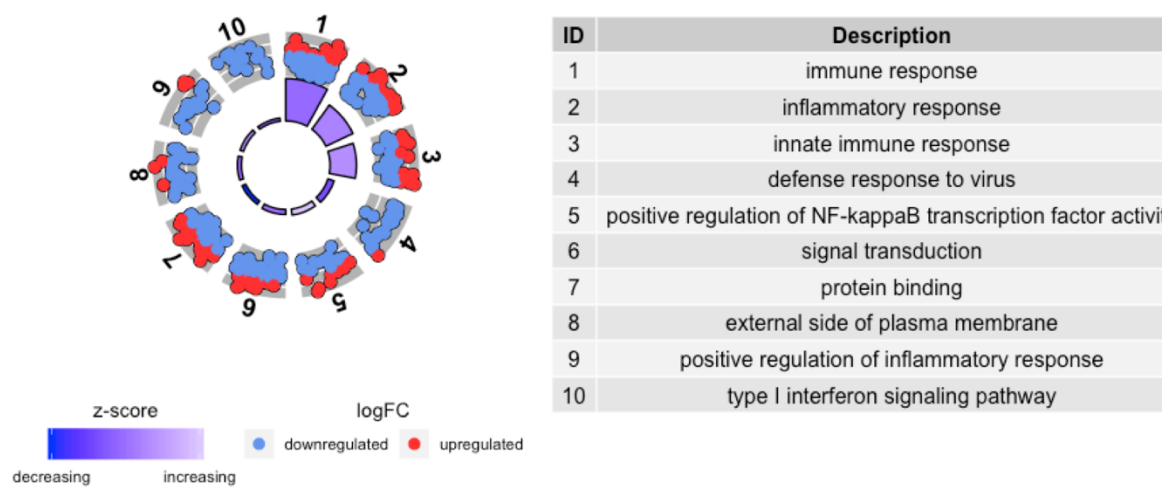 1
2
3
4
5
6
7
8
9
10
z-score
decreasing
increasing
logFC
downregulated
upregulated
ID Description
1 immune response
2 inflammatory response
3 innate immune response
4 defense response to virus
5 positive regulation of NF-kappaB transcription factor activit
6 signal transduction
7 protein binding
8 external side of plasma membrane
9 positive regulation of inflammatory response
10 type I interferon signaling pathway